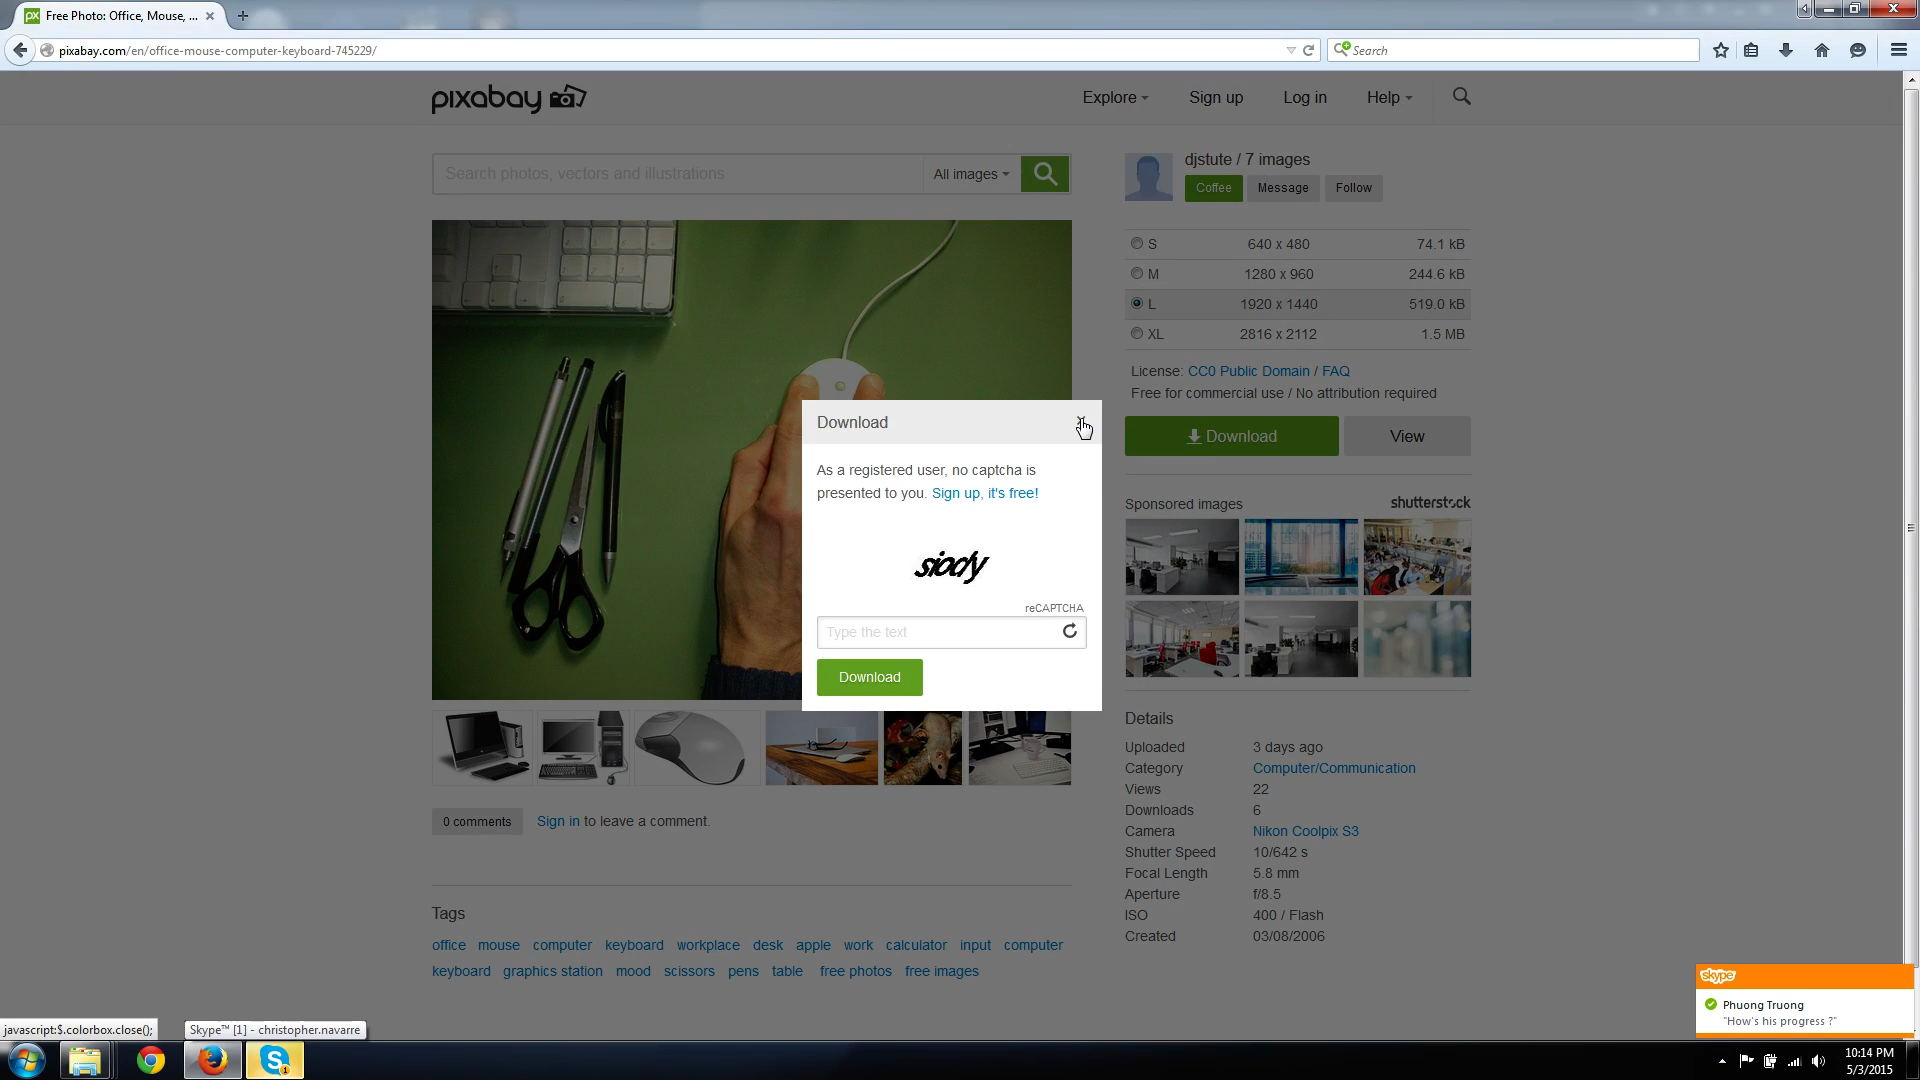 Free Photo: Office, Mouse, ...
pixabay.com/en/office-mouse-computer-keyboard-745229/
Search
pixabay
Explore
Sign up
Log in
Help
Search photos, vectors and illustrations
All images
djstute / 7 images
Coffee
Message
Follow
S 640 x 480 74.1 kB
M 1280 x 960 244.6 kB
L 1920 x 1440 519.0 kB
XL 2816 x 2112 1.5 MB
License: CC0 Public Domain / FAQ
Free for commercial use / No attribution required
Download
View
Download
As a registered user, no captcha is
presented to you. Sign up, it's free!
siody
reCAPTCHA
Type the text
Download
Sponsored images
shutterstock
Details
Uploaded 3 days ago
Category Computer/Communication
Views 22
Downloads 6
Camera Nikon Coolpix S3
Shutter Speed 10/642 s
Focal Length 5.8 mm
Aperture f/8.5
ISO 400 / Flash
Created 03/08/2006
0 comments
Sign in to leave a comment.
Tags
office mouse computer keyboard workplace desk apple work calculator input computer
keyboard graphics station mood scissors pens table free photos free images
skype
Phuong Truong
"How's his progress ?"
javascript:$.colorbox.close();
Skype™ [1] - christopher.navarre
10:14 PM
5/3/2015